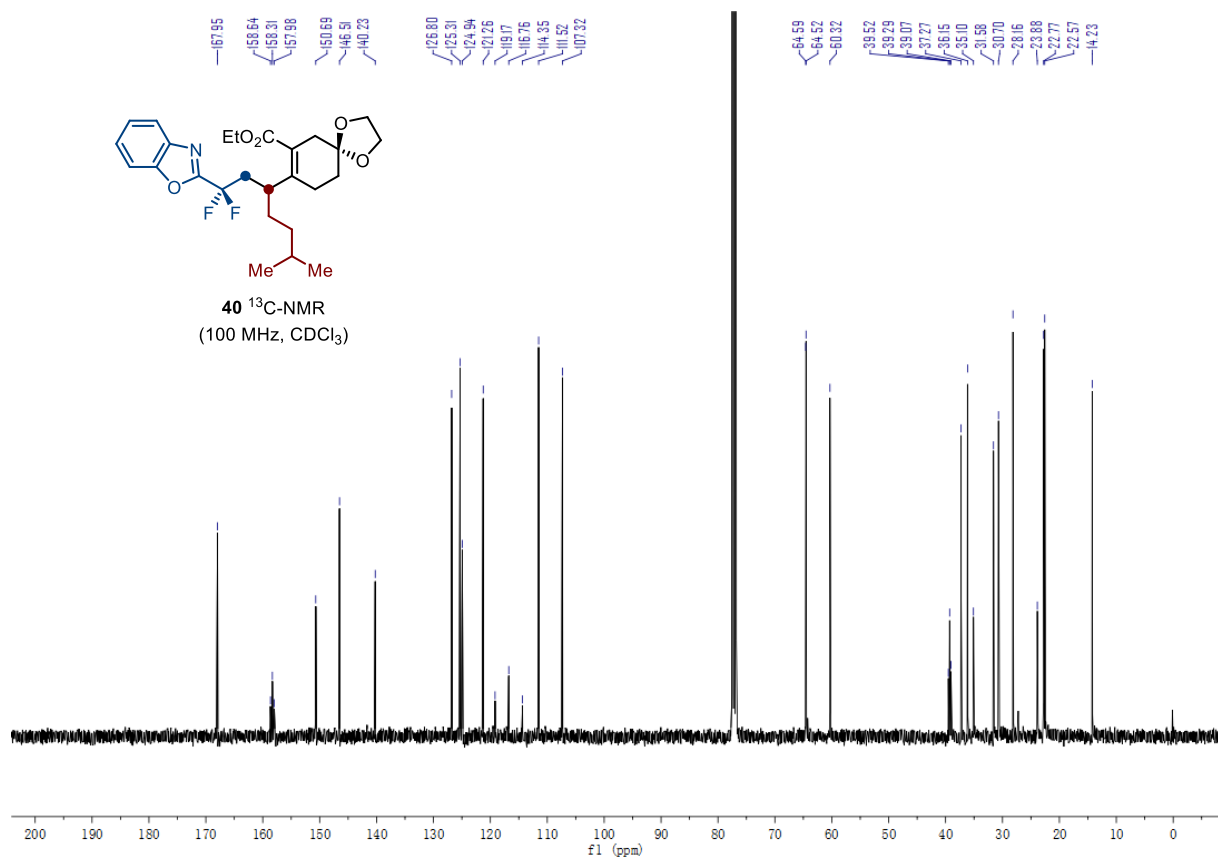 167.95
158.64
158.31
157.98
150.69
146.51
140.23
126.80
125.31
124.94
121.26
119.17
116.76
114.35
111.52
107.32
64.59
64.52
60.32
39.52
39.29
39.07
37.27
36.15
35.10
31.58
30.70
28.16
23.88
22.77
22.57
14.23
EtO₂C
O
O
N
O
F F
Me Me
40 ¹³C-NMR
(100 MHz, CDCl₃)
200 190 180 170 160 150 140 130 120 110 100 90 80 70 60 50 40 30 20 10 0
f1 (ppm)